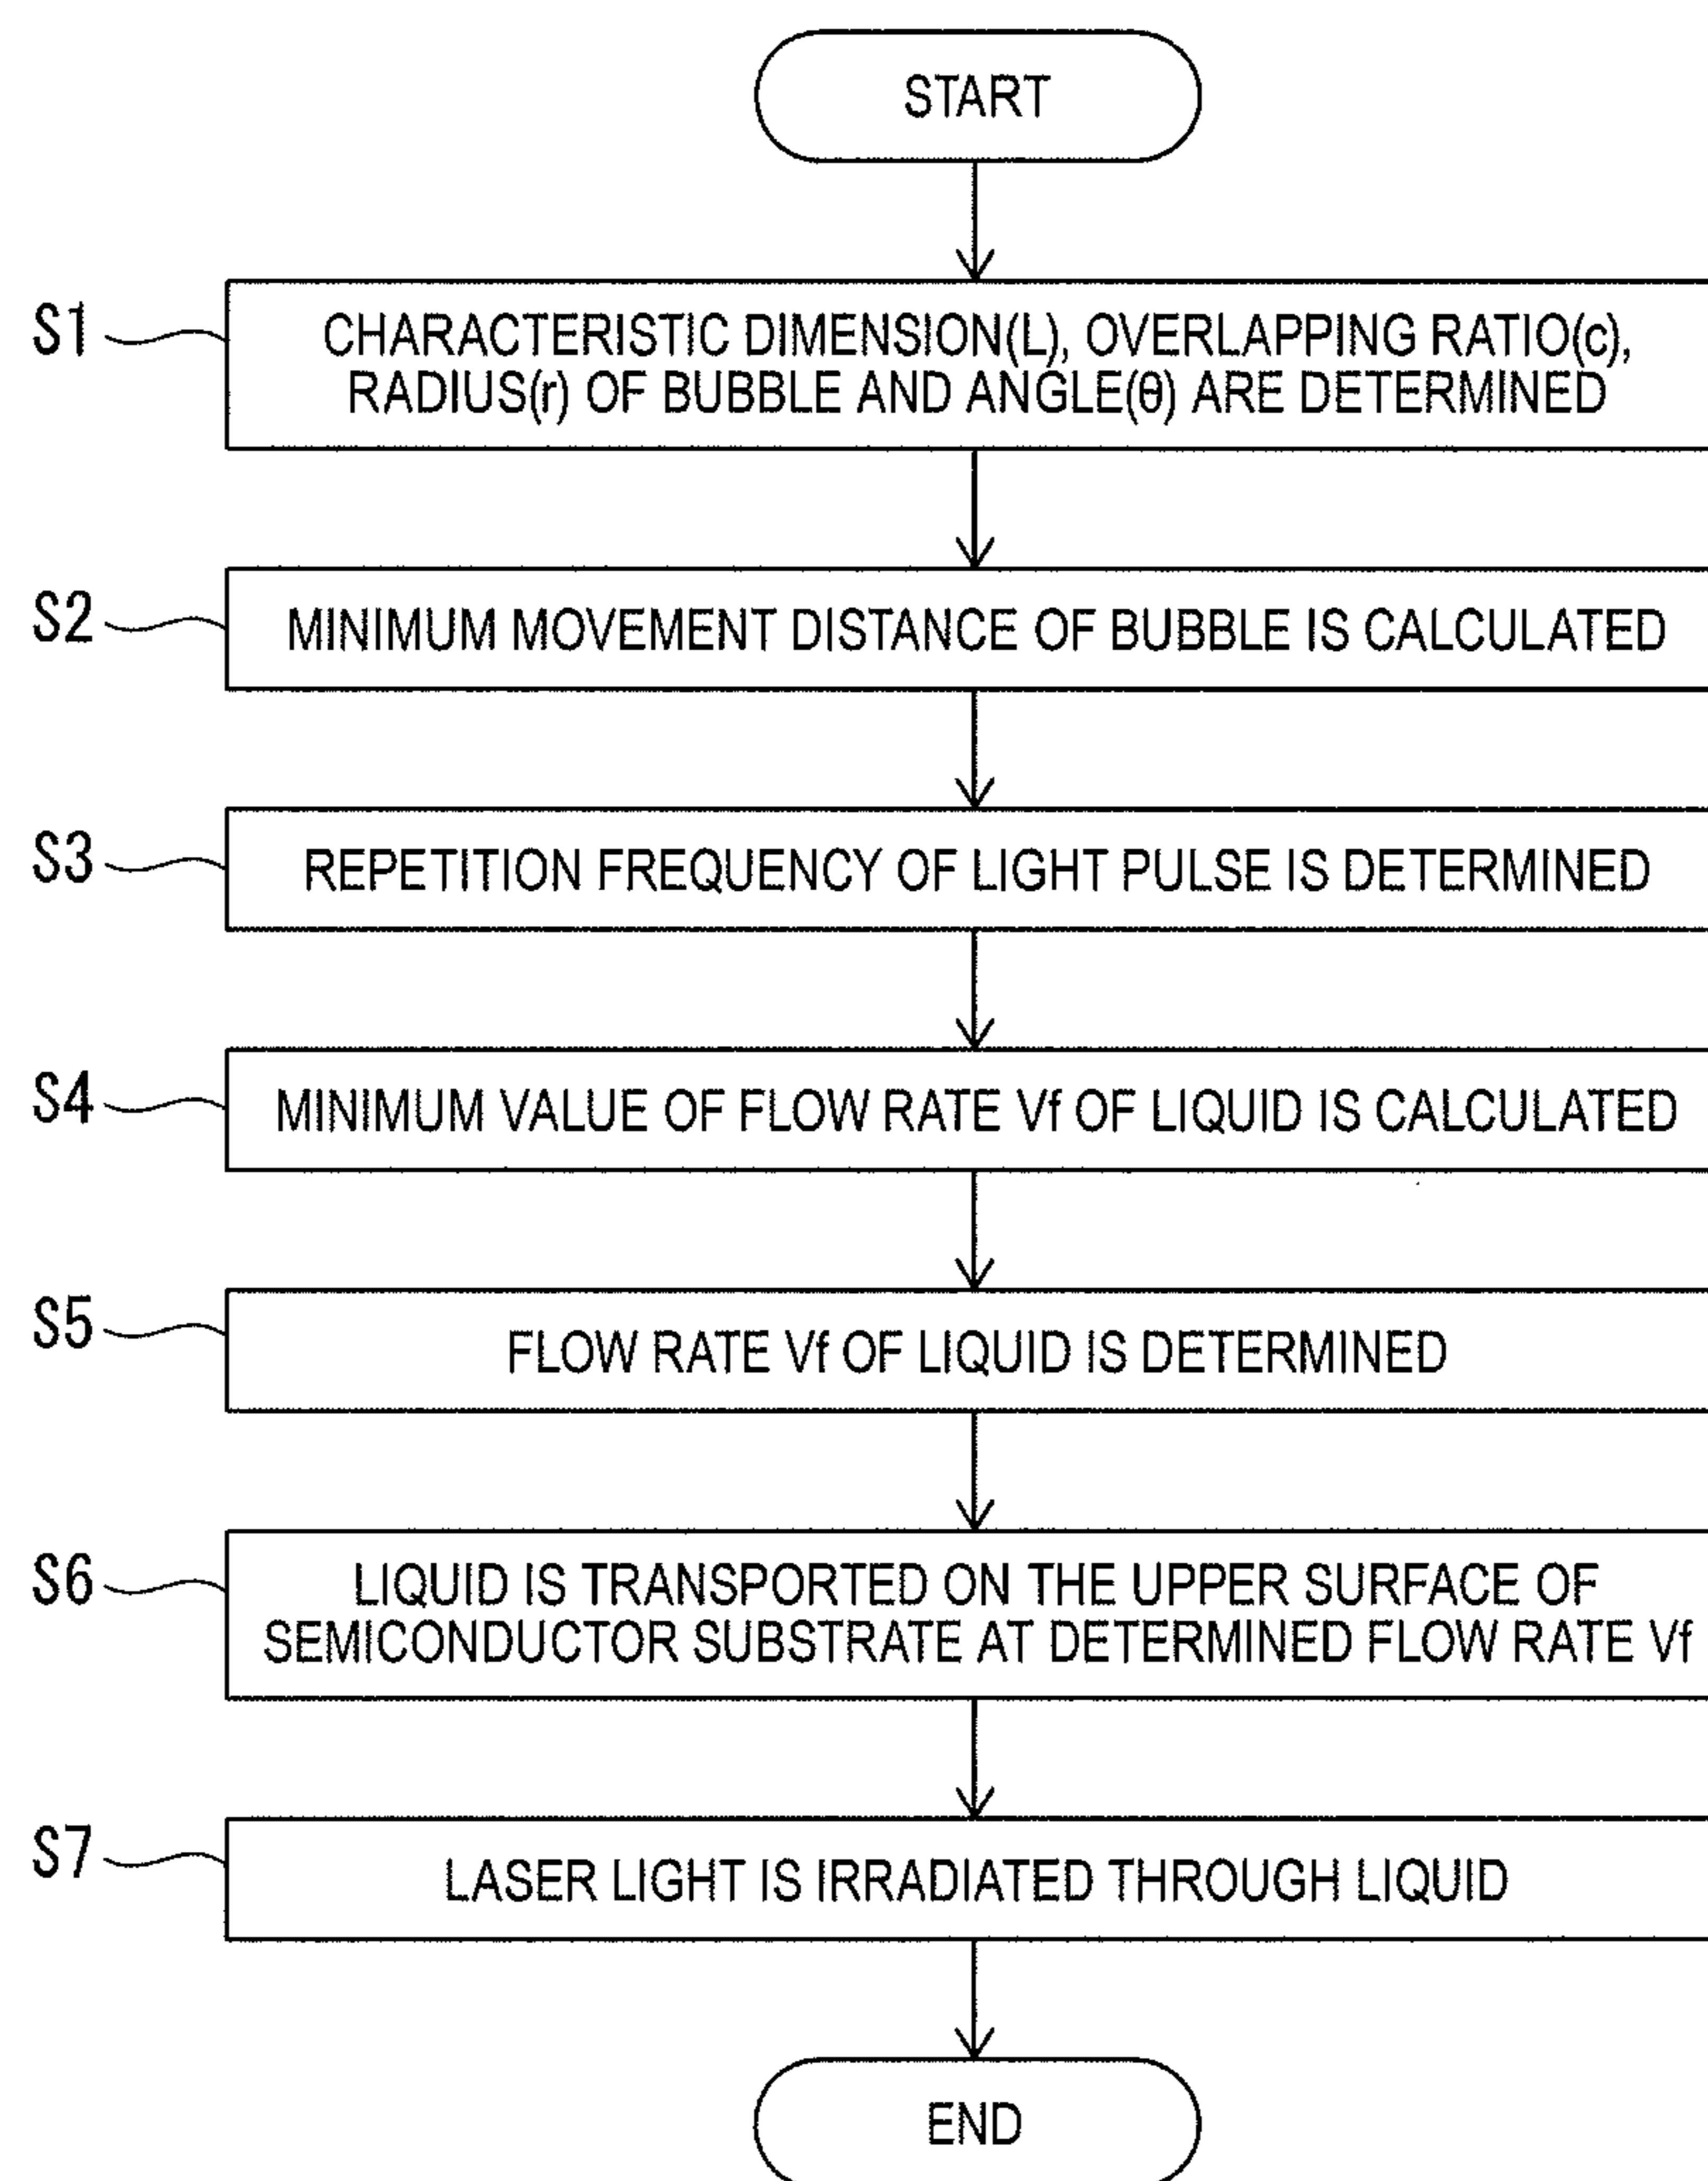 START
S1
CHARACTERISTIC DIMENSION(L), OVERLAPPING RATIO(c),
RADIUS(r) OF BUBBLE AND ANGLE(θ) ARE DETERMINED
S2
MINIMUM MOVEMENT DISTANCE OF BUBBLE IS CALCULATED
S3
REPETITION FREQUENCY OF LIGHT PULSE IS DETERMINED
S4
MINIMUM VALUE OF FLOW RATE Vf OF LIQUID IS CALCULATED
S5
FLOW RATE Vf OF LIQUID IS DETERMINED
S6
LIQUID IS TRANSPORTED ON THE UPPER SURFACE OF
SEMICONDUCTOR SUBSTRATE AT DETERMINED FLOW RATE Vf
S7
LASER LIGHT IS IRRADIATED THROUGH LIQUID
END